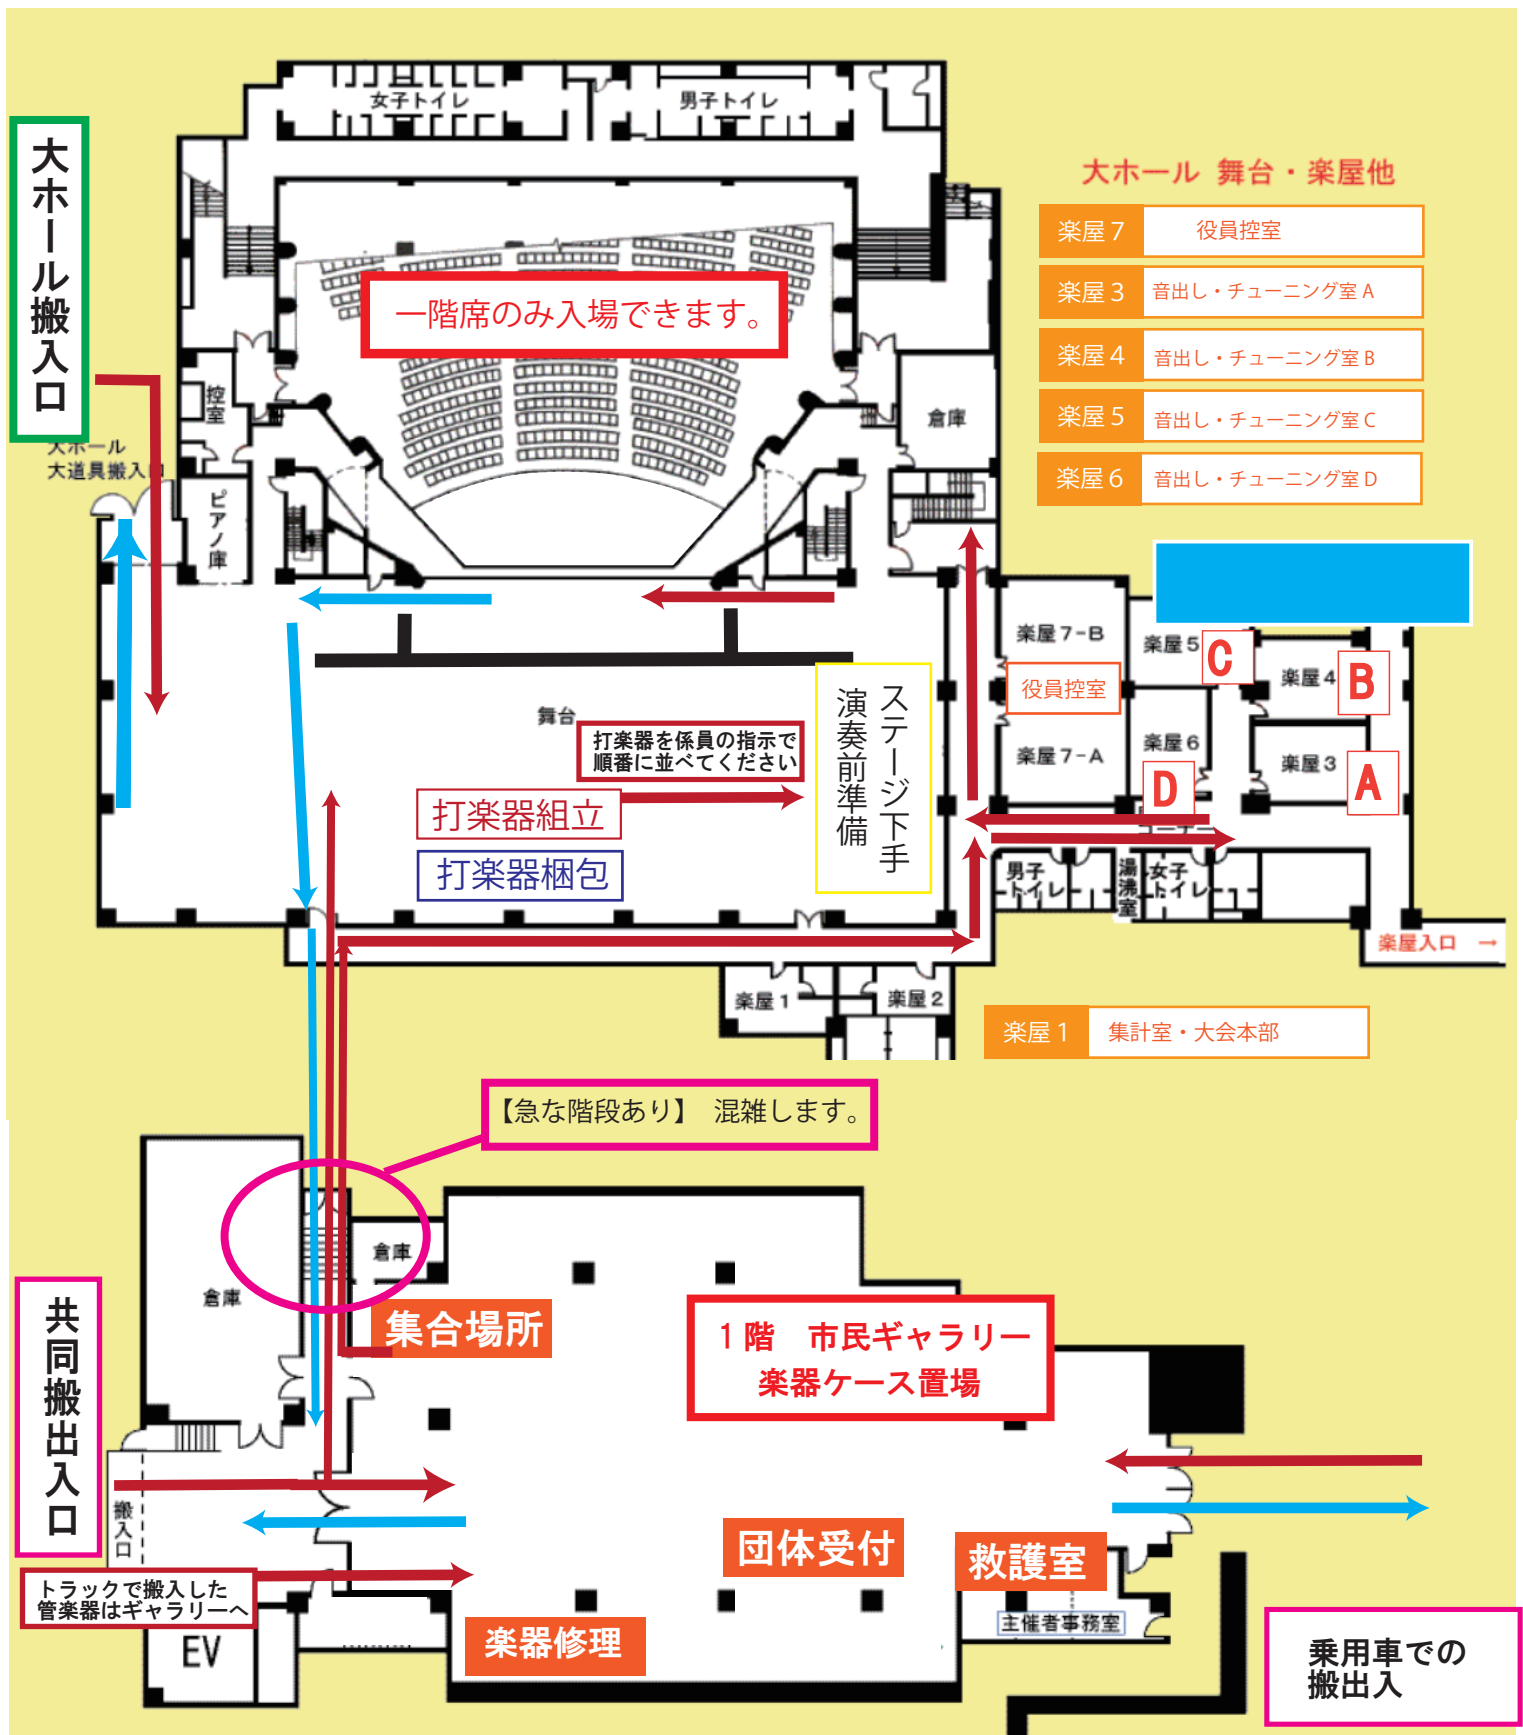 女子トイレ
男子トイレ
大ホール搬入口
大ホール 舞台・楽屋他
楽屋7
役員控室
楽屋3
音出し・チューニング室A
楽屋4
音出し・チューニング室B
楽屋5
音出し・チューニング室C
楽屋6
音出し・チューニング室D
一階席のみ入場できます。
控室
倉庫
大ホール
大道具搬入口
ピアノ庫
楽屋7-B
楽屋5
C
楽屋4
B
役員控室
舞台
ステージ下手
演奏前準備
打楽器を係員の指示で
順番に並べてください
楽屋7-A
楽屋6
D
楽屋3
A
打楽器組立
打楽器梱包
コーナー
男子
トイレ
湯沸室
女子
トイレ
楽屋入口 →
楽屋1
楽屋2
楽屋1
集計室・大会本部
【急な階段あり】 混雑します。
倉庫
倉庫
集合場所
1階 市民ギャラリー
楽器ケース置場
共同搬出入口
搬入口
団体受付
救護室
トラックで搬入した
管楽器はギャラリーへ
主催者事務室
楽器修理
EV
乗用車での
搬出入